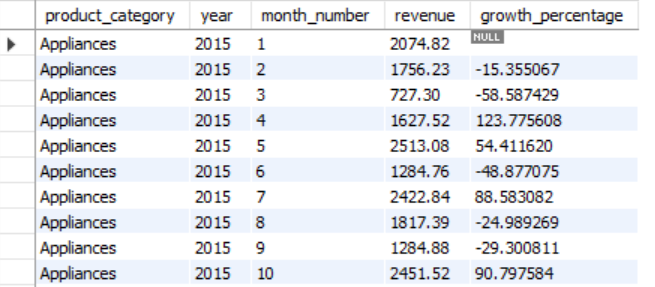 product_category year month_number revenue growth_percentage
Appliances 2015 1 2074.82 NULL
Appliances 2015 2 1756.23 -15.355067
Appliances 2015 3 727.30 -58.587429
Appliances 2015 4 1627.52 123.775608
Appliances 2015 5 2513.08 54.411620
Appliances 2015 6 1284.76 -48.877075
Appliances 2015 7 2422.84 88.583082
Appliances 2015 8 1817.39 -24.989269
Appliances 2015 9 1284.88 -29.300811
Appliances 2015 10 2451.52 90.797584